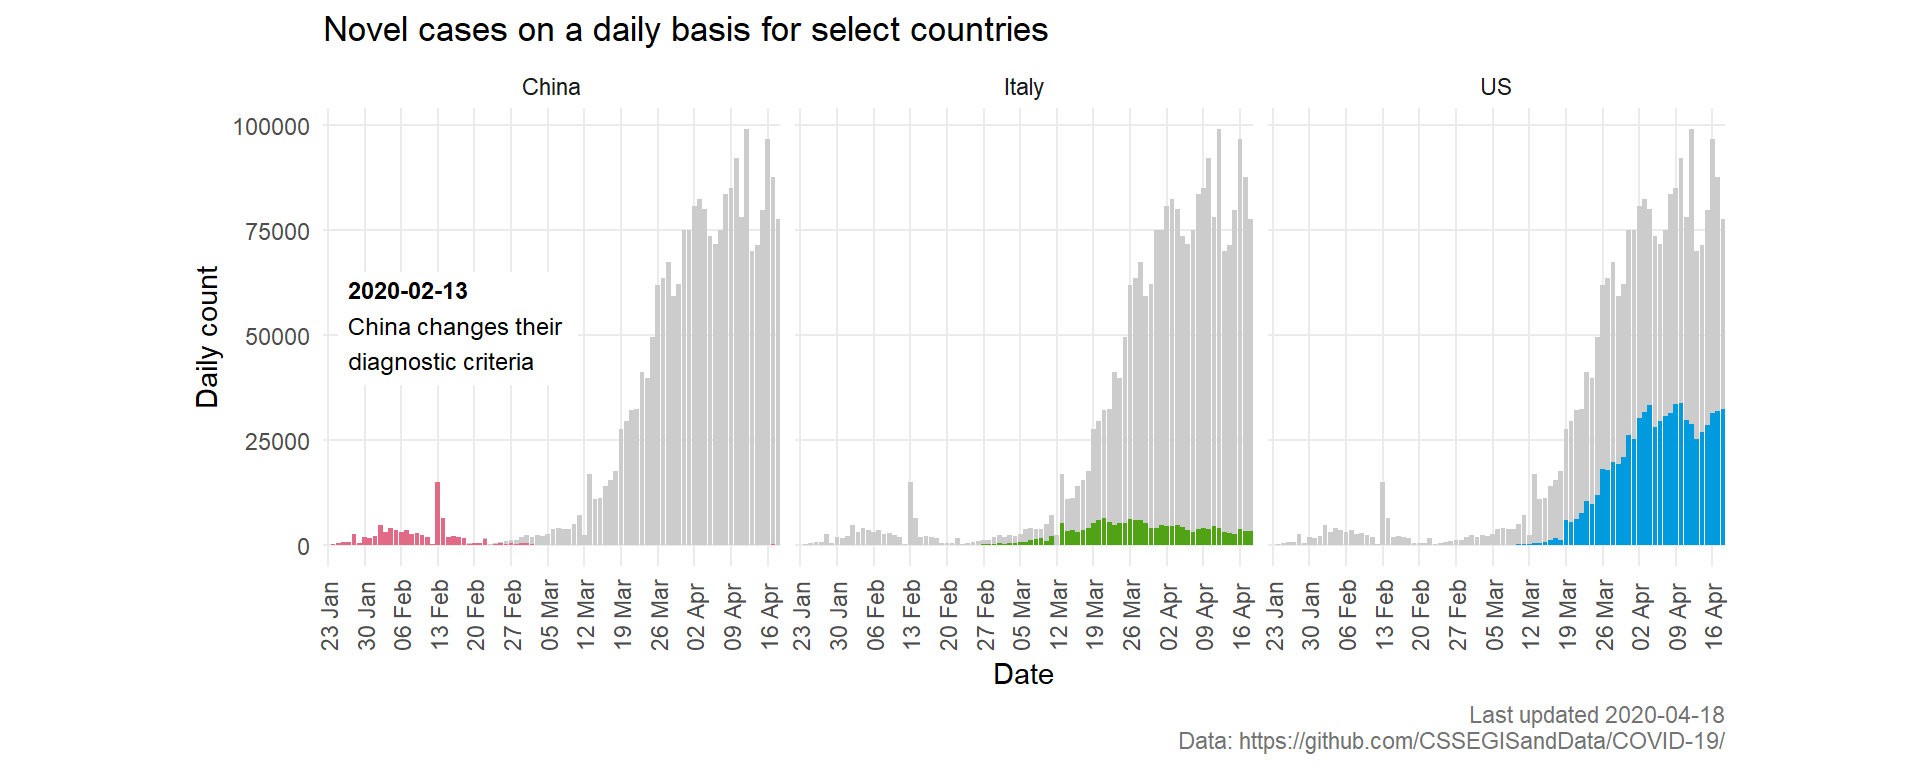 Novel cases on a daily basis for select countries
China
Italy
US
100000
75000
50000
25000
0
Daily count
2020-02-13
China changes their
diagnostic criteria
23 Jan
30 Jan
06 Feb
13 Feb
20 Feb
27 Feb
05 Mar
12 Mar
19 Mar
26 Mar
02 Apr
09 Apr
16 Apr
23 Jan
30 Jan
06 Feb
13 Feb
20 Feb
27 Feb
05 Mar
12 Mar
19 Mar
26 Mar
02 Apr
09 Apr
16 Apr
23 Jan
30 Jan
06 Feb
13 Feb
20 Feb
27 Feb
05 Mar
12 Mar
19 Mar
26 Mar
02 Apr
09 Apr
16 Apr
Date
Last updated 2020-04-18
Data: https://github.com/CSSEGISandData/COVID-19/